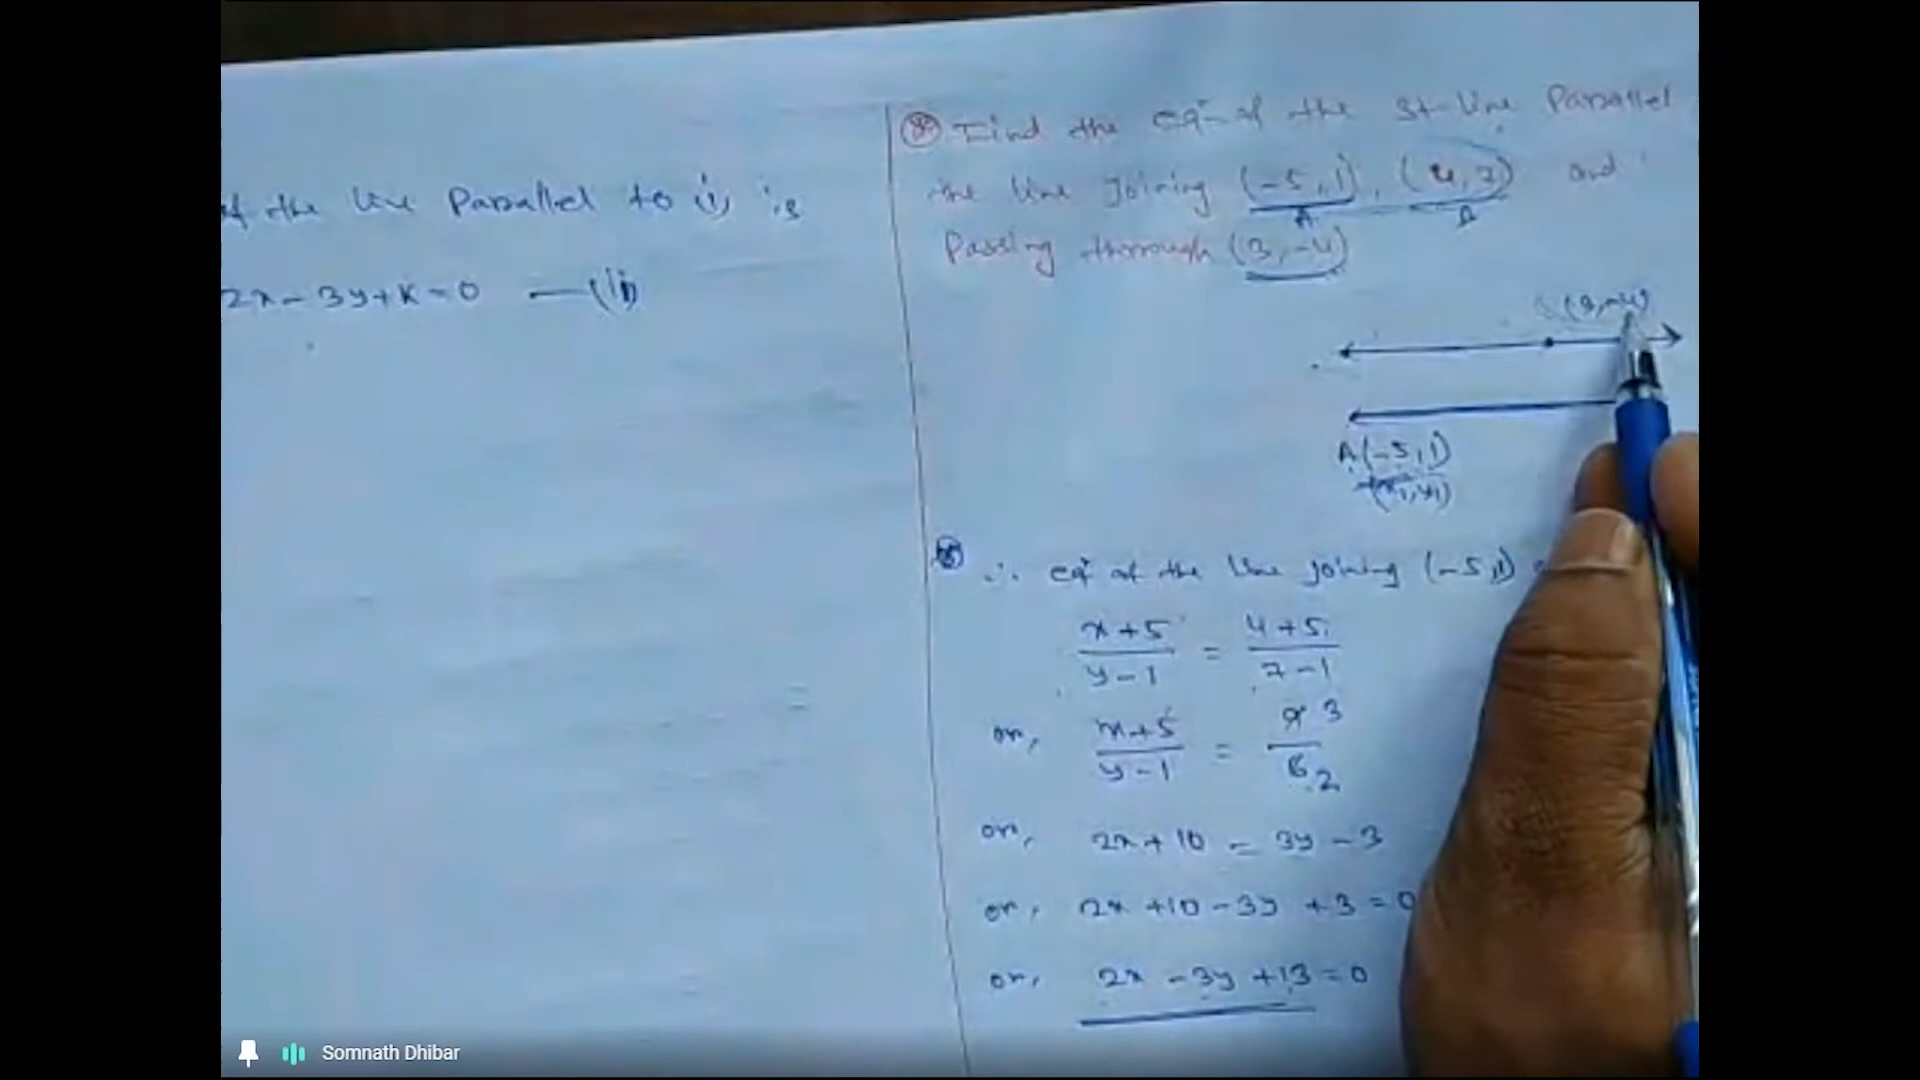 of the line Parallel to (i) is
2x - 3y + K = 0 —(ii)
⊛ Find the eqn of the st-line Parallel
the line joining (-5,1), (4,7) and
A B
Passing through (3,-4)
(3,-4)
A(-5,1)
(x1,y1)
∴ eqn of the line joining (-5,1)
x+5 / y-1 = 4+5 / 7-1
or, x+5 / y-1 = 9 3 / 6 2
or, 2x + 10 = 3y - 3
or, 2x + 10 - 3y + 3 = 0
or, 2x - 3y + 13 = 0
Somnath Dhibar